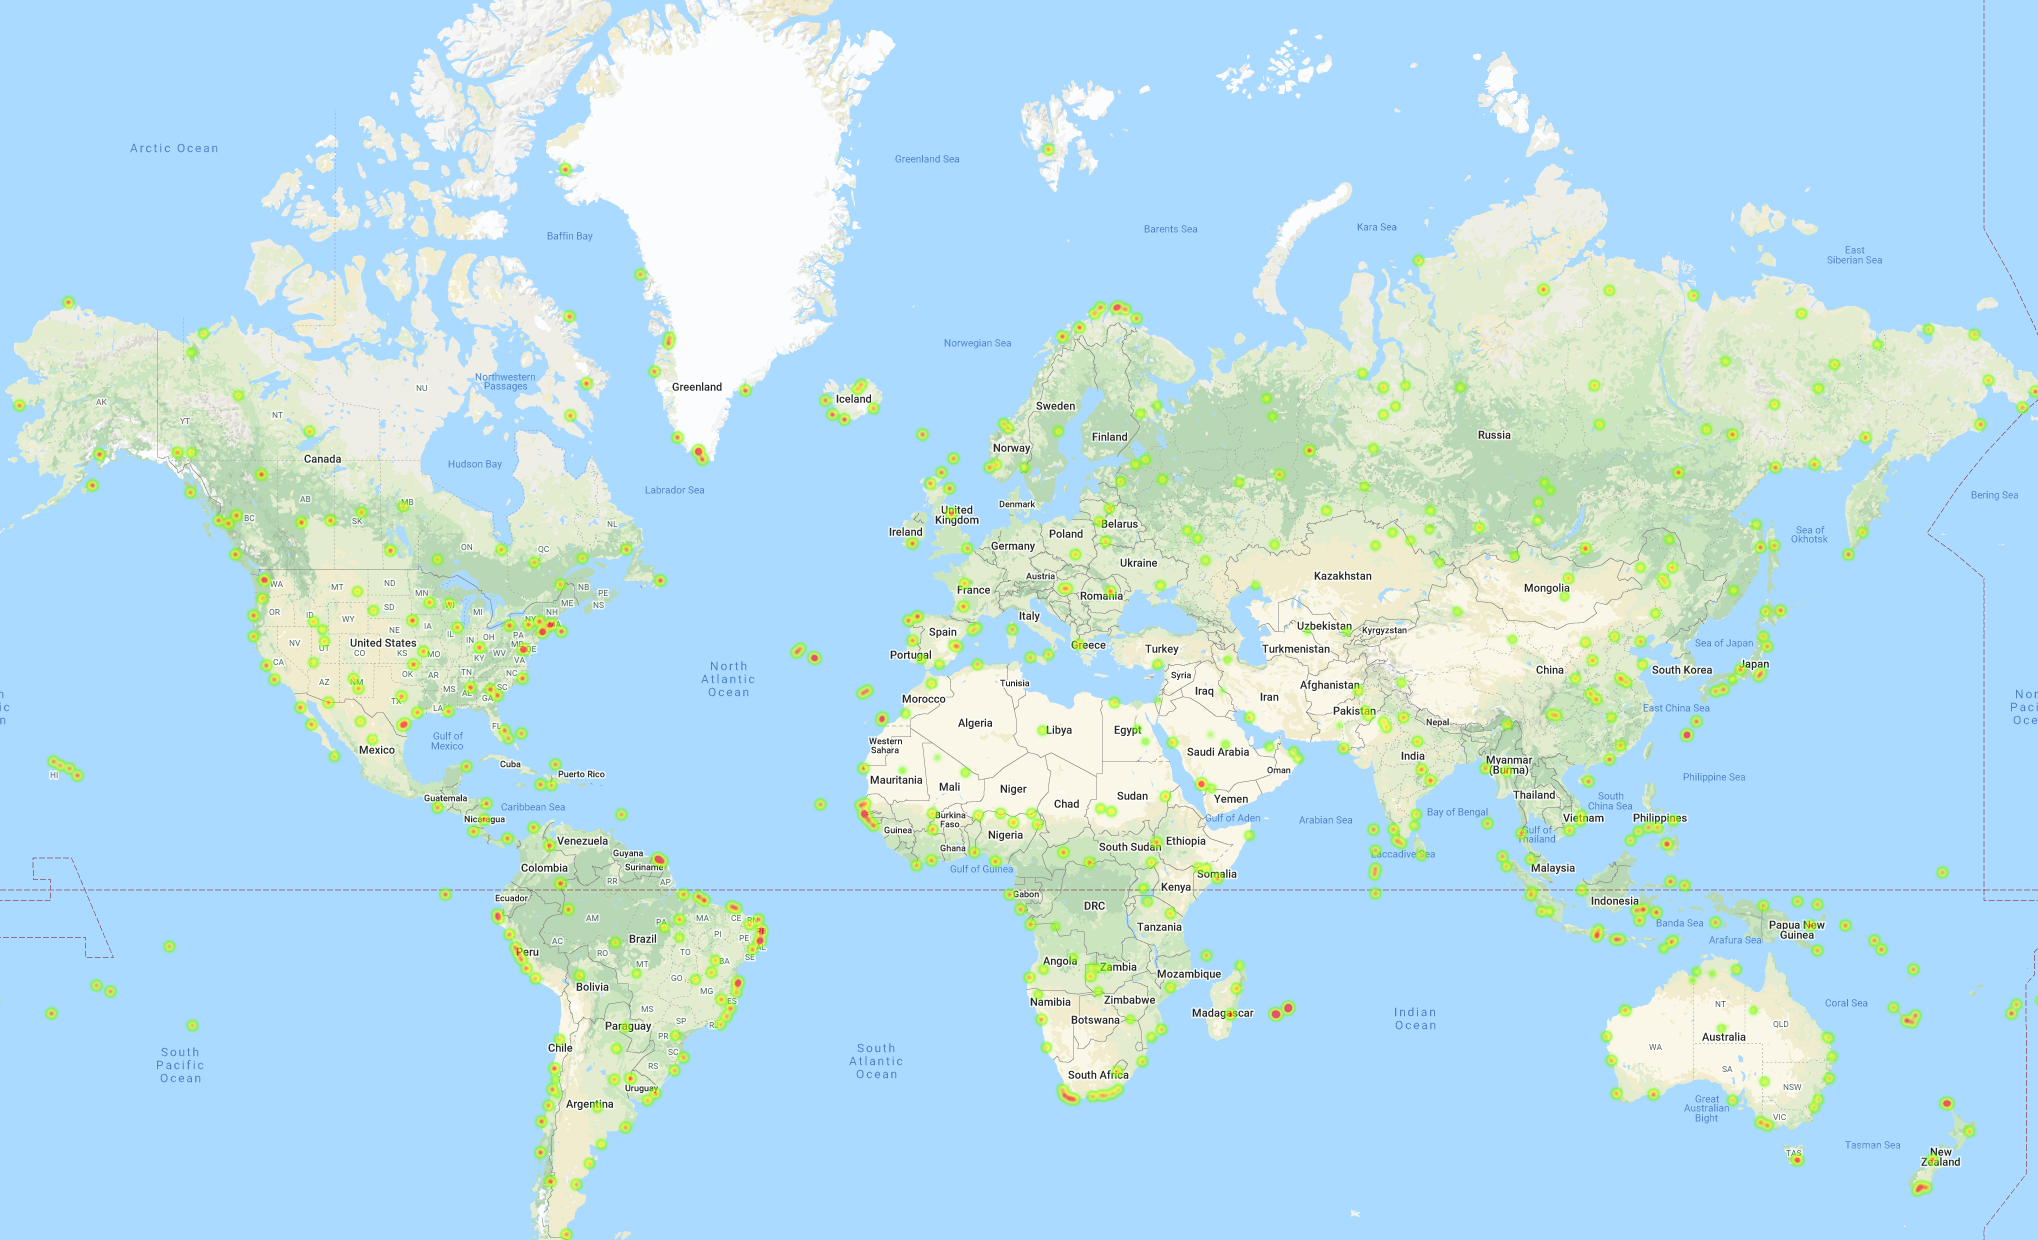 Arctic Ocean
Greenland Sea
Baffin Bay
Barents Sea
Kara Sea
East
Siberian Sea
Norwegian Sea
Northwestern
Passages
NU
Greenland
Iceland
AK
YT
NT
Sweden
Finland
Norway
Russia
Canada
Hudson Bay
Labrador Sea
Bering Sea
AB
MB
SK
BC
ON
QC
NL
United
Kingdom
Ireland
Denmark
Belarus
Poland
Germany
Sea of
Okhotsk
Ukraine
Austria
Kazakhstan
Mongolia
France
Romania
WA
MT
ND
MN
WI
MI
NB
PE
NS
ME
NH
OR
ID
WY
SD
NE
IA
IL
IN
OH
PA
NY
MA
MD
DE
NV
UT
CO
KS
MO
KY
WV
VA
United States
CA
AZ
NM
OK
AR
NC
SC
MS
AL
GA
TX
LA
FL
Italy
Spain
Portugal
Greece
Turkey
Uzbekistan
Kyrgyzstan
Turkmenistan
Sea of Japan
North
Atlantic
Ocean
Tunisia
Syria
Iraq
Iran
Afghanistan
China
South Korea
Japan
Morocco
Pakistan
Nepal
East China Sea
Algeria
Libya
Egypt
Western
Sahara
Saudi Arabia
India
Myanmar
(Burma)
Gulf of
Mexico
Mexico
Cuba
Puerto Rico
HI
Oman
Philippine Sea
Mauritania
Mali
Niger
Chad
Sudan
Yemen
Thailand
South
China Sea
Guatemala
Caribbean Sea
Nicaragua
Burkina
Faso
Guinea
Nigeria
Gulf of Aden
Arabian Sea
Bay of Bengal
Vietnam
Philippines
Gulf of
Thailand
Venezuela
Guyana
Suriname
Colombia
Ghana
Gulf of Guinea
South Sudan
Ethiopia
Laccadive Sea
Malaysia
Somalia
RR
AP
Ecuador
Gabon
Kenya
DRC
Indonesia
AM
PA
MA
CE
RN
PB
PE
AL
SE
PI
Banda Sea
Papua New
Guinea
Arafura Sea
Tanzania
Brazil
Peru
AC
RO
TO
BA
MT
GO
MG
ES
MS
SP
RJ
PR
SC
RS
Angola
Zambia
Mozambique
Bolivia
Namibia
Zimbabwe
Botswana
Madagascar
Indian
Ocean
Coral Sea
NT
QLD
Australia
WA
SA
NSW
VIC
TAS
Paraguay
Chile
South
Pacific
Ocean
South
Atlantic
Ocean
South Africa
Uruguay
Argentina
Great
Australian
Bight
Tasman Sea
New
Zealand